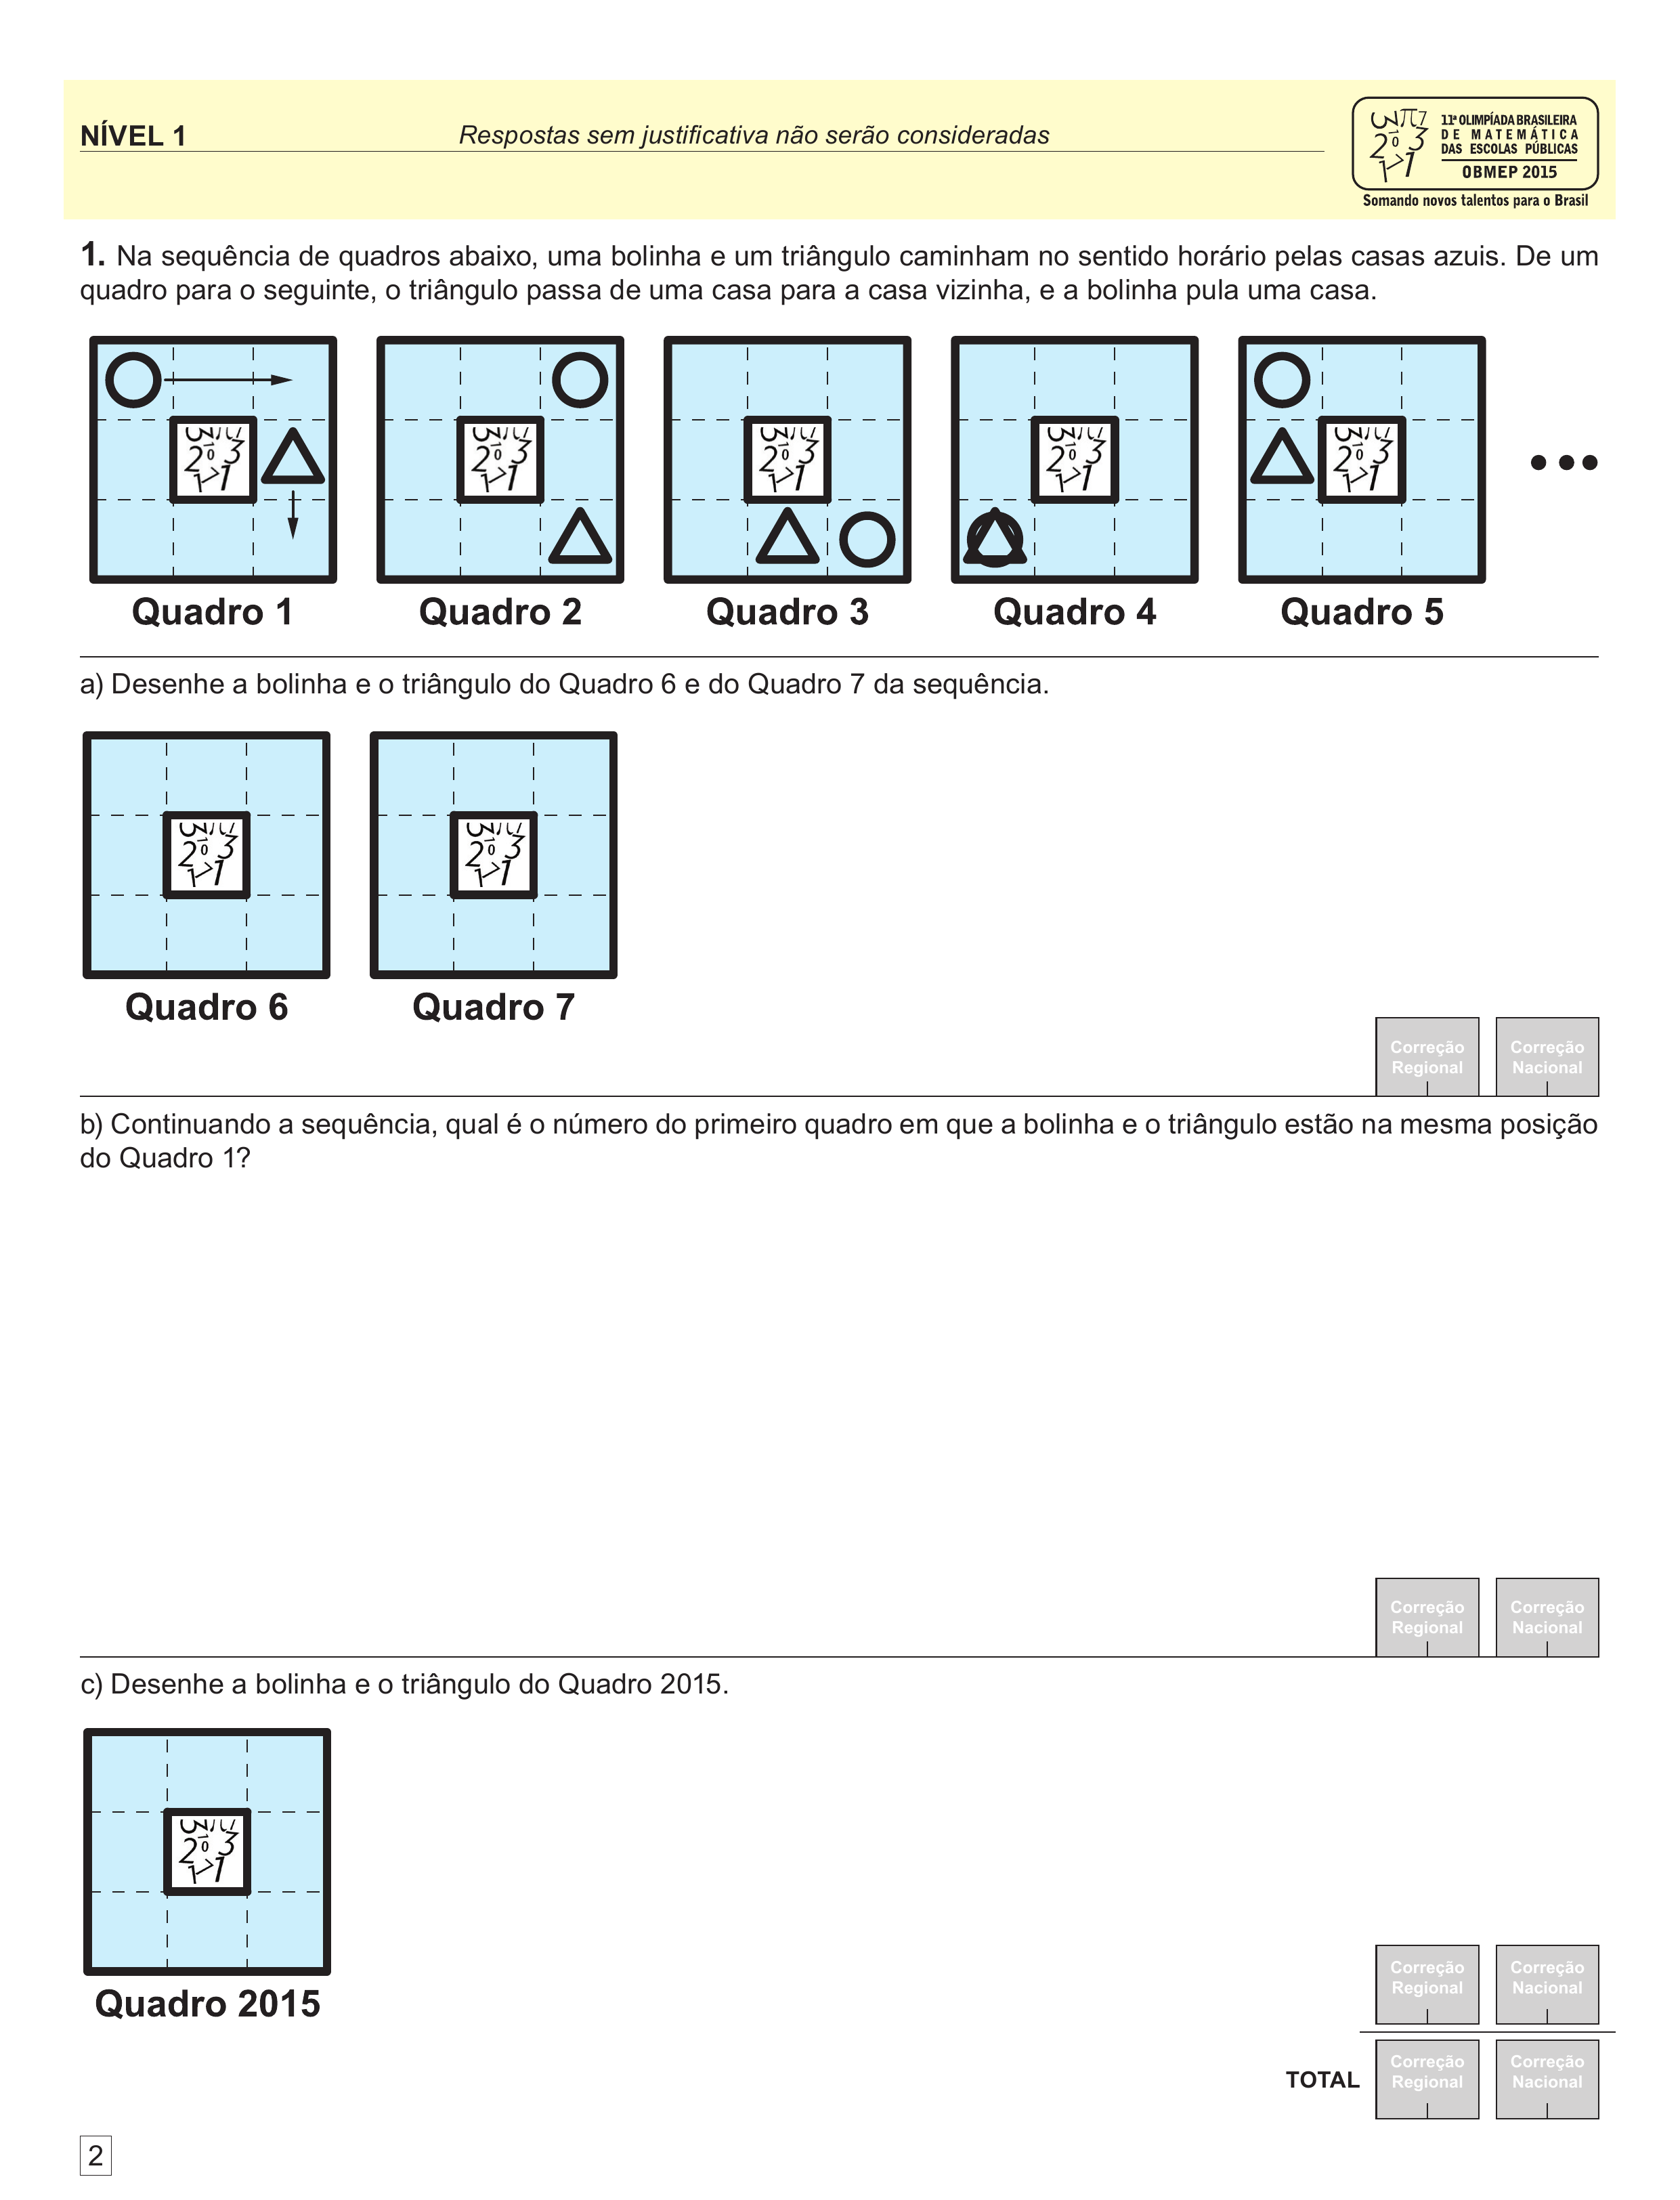 NÍVEL 1
Respostas sem justificativa não serão consideradas
11ª OLIMPÍADA BRASILEIRA
DE MATEMÁTICA
DAS ESCOLAS PÚBLICAS
OBMEP 2015
Somando novos talentos para o Brasil
1. Na sequência de quadros abaixo, uma bolinha e um triângulo caminham no sentido horário pelas casas azuis. De um
quadro para o seguinte, o triângulo passa de uma casa para a casa vizinha, e a bolinha pula uma casa.
Quadro 1 Quadro 2 Quadro 3 Quadro 4 Quadro 5
a) Desenhe a bolinha e o triângulo do Quadro 6 e do Quadro 7 da sequência.
Quadro 6 Quadro 7
Correção Correção
Regional Nacional
b) Continuando a sequência, qual é o número do primeiro quadro em que a bolinha e o triângulo estão na mesma posição
do Quadro 1?
Correção Correção
Regional Nacional
c) Desenhe a bolinha e o triângulo do Quadro 2015.
Quadro 2015
Correção Correção
Regional Nacional
TOTAL
Correção Correção
Regional Nacional
2